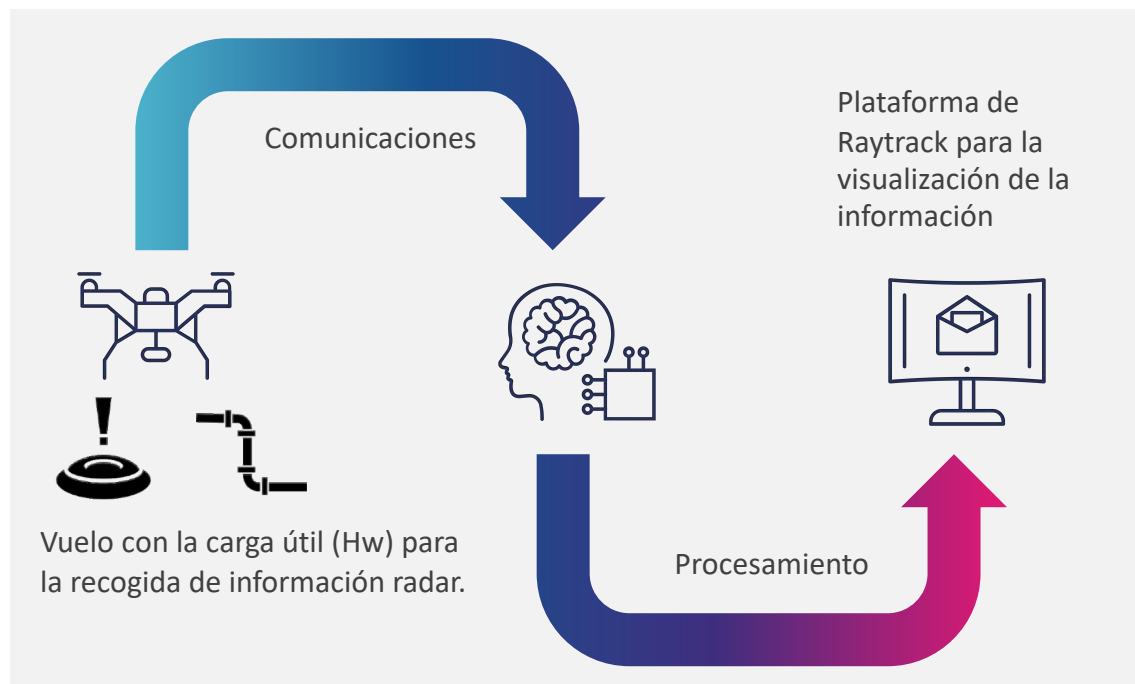 Comunicaciones
Plataforma de
Raytrack para la
visualización de la
información
Vuelo con la carga útil (Hw) para
la recogida de información radar.
Procesamiento